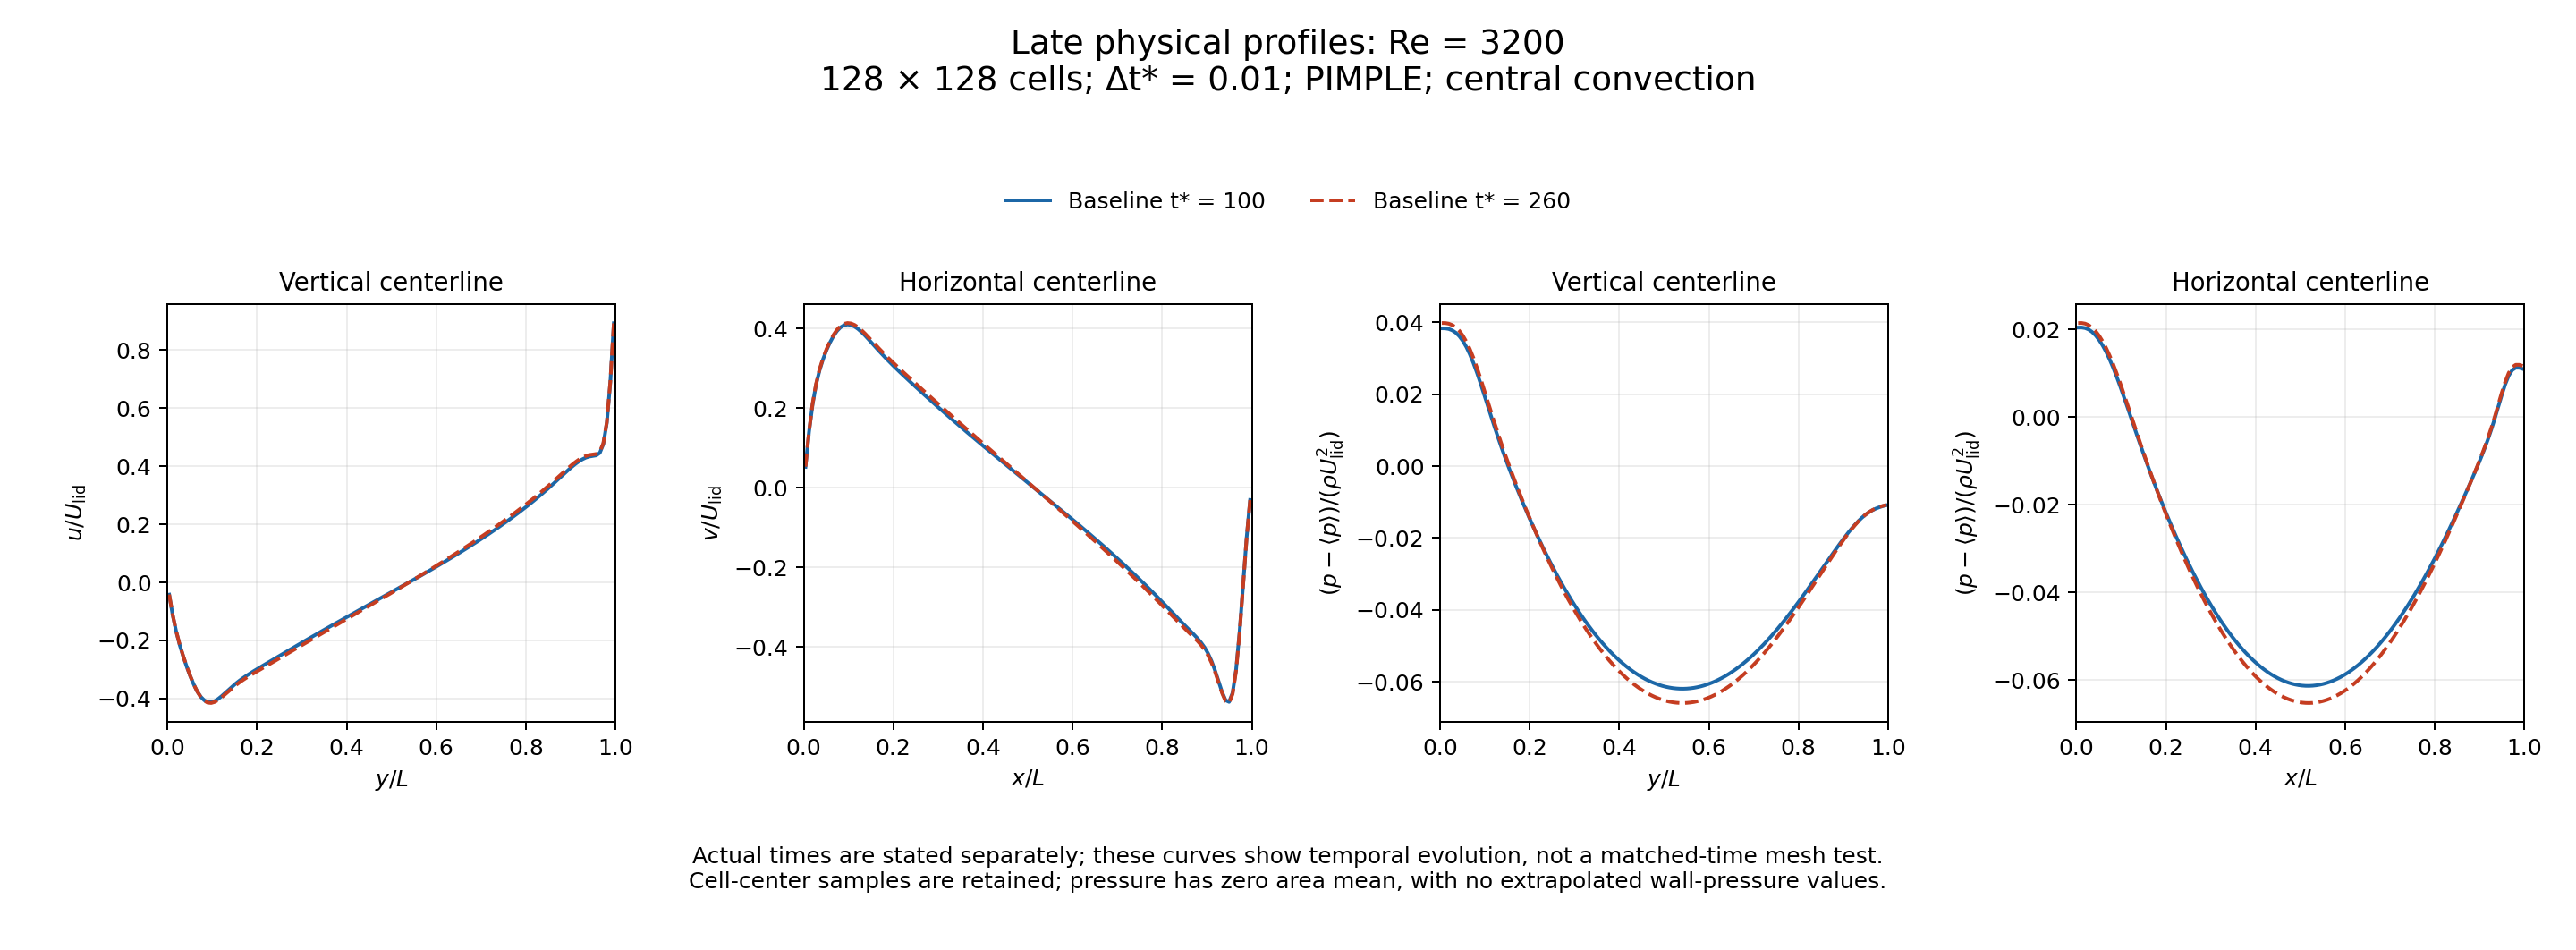 Late physical profiles: Re = 3200
128 × 128 cells; Δt* = 0.01; PIMPLE; central convection
Baseline t* = 100
Baseline t* = 260
Vertical centerline
0.8
0.6
0.4
0.2
0.0
−0.2
−0.4
u/U_lid
0.0 0.2 0.4 0.6 0.8 1.0
y/L
Horizontal centerline
0.4
0.2
0.0
−0.2
−0.4
v/U_lid
0.0 0.2 0.4 0.6 0.8 1.0
x/L
Vertical centerline
0.04
0.02
0.00
−0.02
−0.04
−0.06
(p − ⟨p⟩)/(ρU²_lid)
0.0 0.2 0.4 0.6 0.8 1.0
y/L
Horizontal centerline
0.02
0.00
−0.02
−0.04
−0.06
(p − ⟨p⟩)/(ρU²_lid)
0.0 0.2 0.4 0.6 0.8 1.0
x/L
Actual times are stated separately; these curves show temporal evolution, not a matched-time mesh test.
Cell-center samples are retained; pressure has zero area mean, with no extrapolated wall-pressure values.